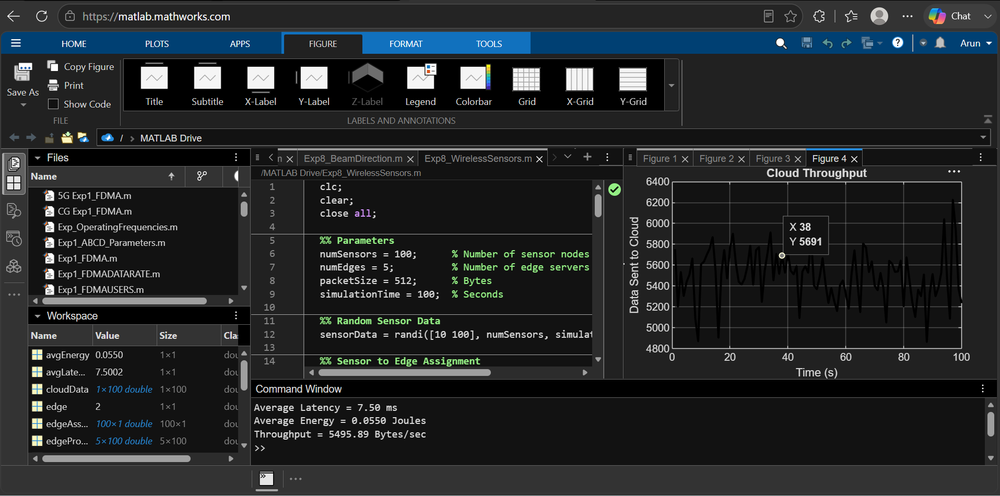 https://matlab.mathworks.com
Chat
HOME
PLOTS
APPS
FIGURE
FORMAT
TOOLS
Arun
Save As
Copy Figure
Print
Show Code
FILE
Title
Subtitle
X-Label
Y-Label
Z-Label
Legend
Colorbar
Grid
X-Grid
Y-Grid
LABELS AND ANNOTATIONS
/ > MATLAB Drive
Files
Name
5G Exp1_FDMA.m
CG Exp1_FDMA.m
Exp_OperatingFrequencies.m
Exp1_ABCD_Parameters.m
Exp1_FDMA.m
Exp1_FDMADATARATE.m
Exp1_FDMAUSERS.m
Workspace
Name Value Size Cla
avgEnergy 0.0550 1×1 dou
avgLate... 7.5002 1×1 dou
cloudData 1×100 double 1×100 dou
edge 2 1×1 dou
edgeAss... 100×1 double 100×1 dou
edgePro... 5×100 double 5×100 dou
m
Exp8_BeamDirection.m
Exp8_WirelessSensors.m
/MATLAB Drive/Exp8_WirelessSensors.m
1 clc;
2 clear;
3 close all;
4
5 %% Parameters
6 numSensors = 100; % Number of sensor nodes
7 numEdges = 5; % Number of edge servers
8 packetSize = 512; % Bytes
9 simulationTime = 100; % Seconds
10
11 %% Random Sensor Data
12 sensorData = randi([10 100], numSensors, simulat
13
14 %% Sensor to Edge Assignment
Figure 1
Figure 2
Figure 3
Figure 4
Cloud Throughput
Data Sent to Cloud
6400
6200
6000
5800
5600
5400
5200
5000
4800
X 38
Y 5691
0 20 40 60 80 100
Time (s)
Command Window
Average Latency = 7.50 ms
Average Energy = 0.0550 Joules
Throughput = 5495.89 Bytes/sec
>>